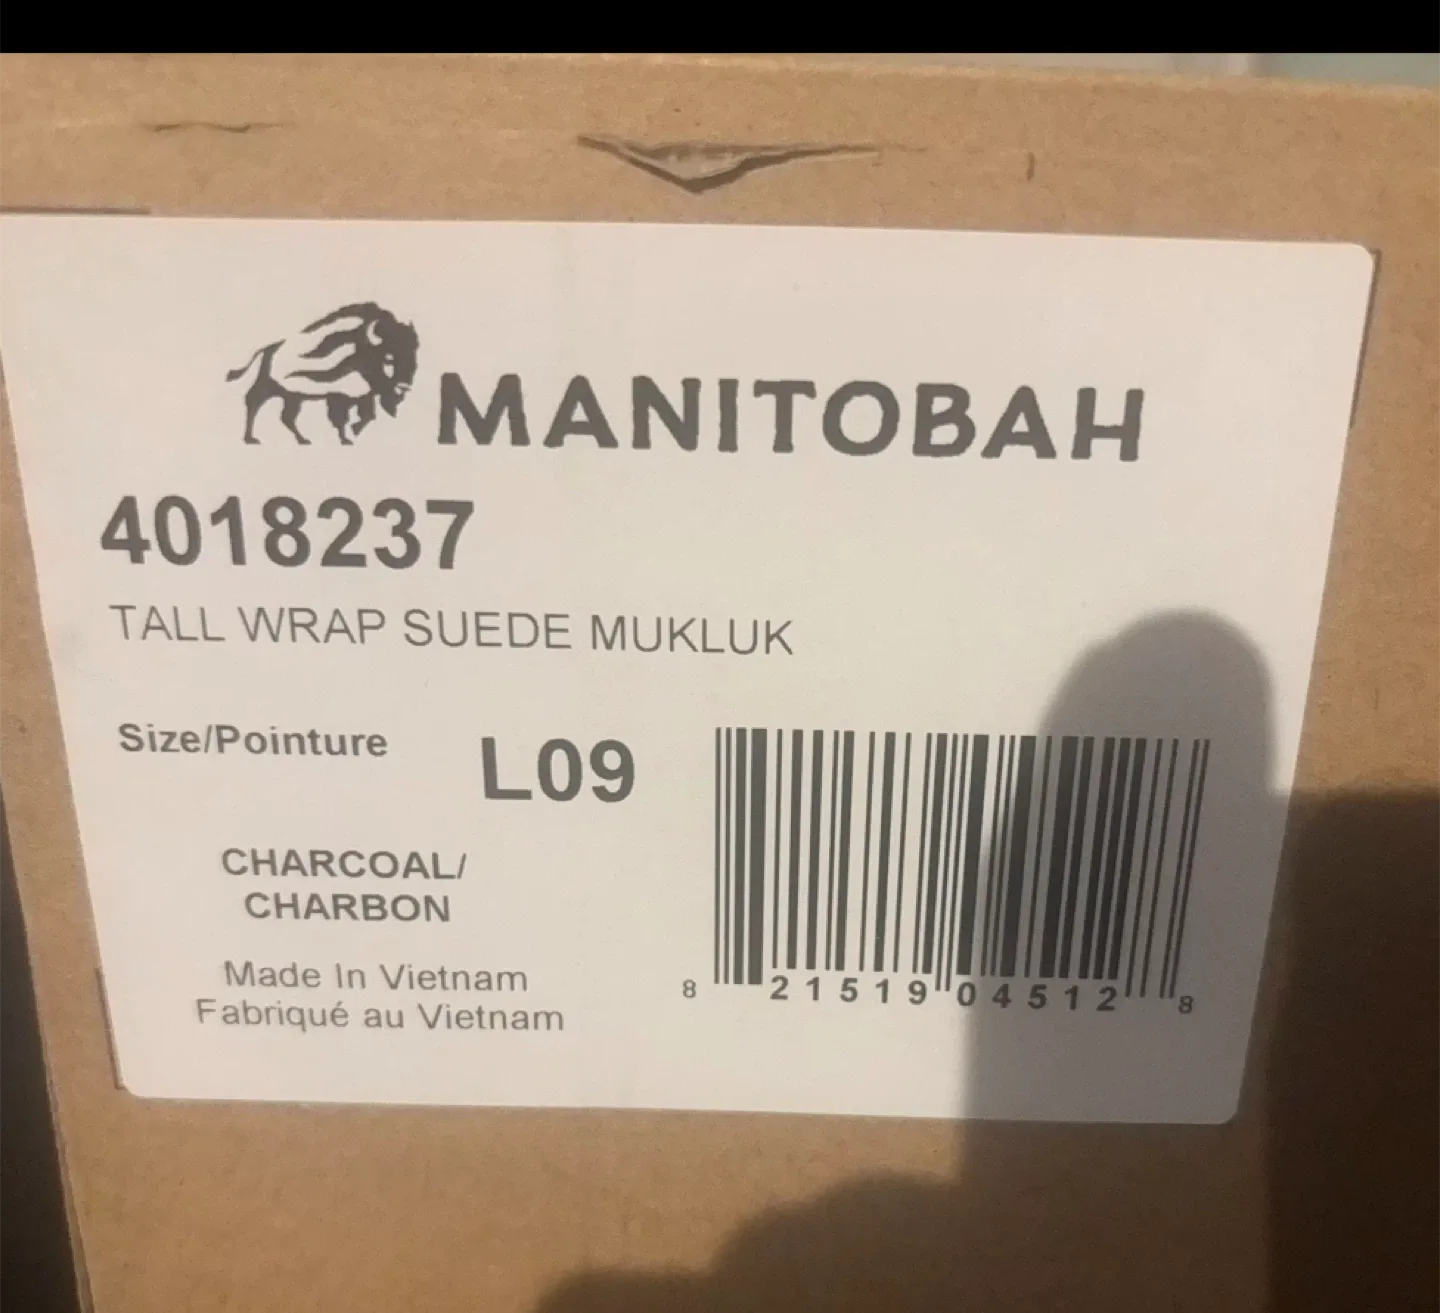 MANITOBAH
4018237
TALL WRAP SUEDE MUKLUK
Size/Pointure L09
CHARCOAL/
CHARBON
Made In Vietnam
Fabriqué au Vietnam
8 21519 04512 8